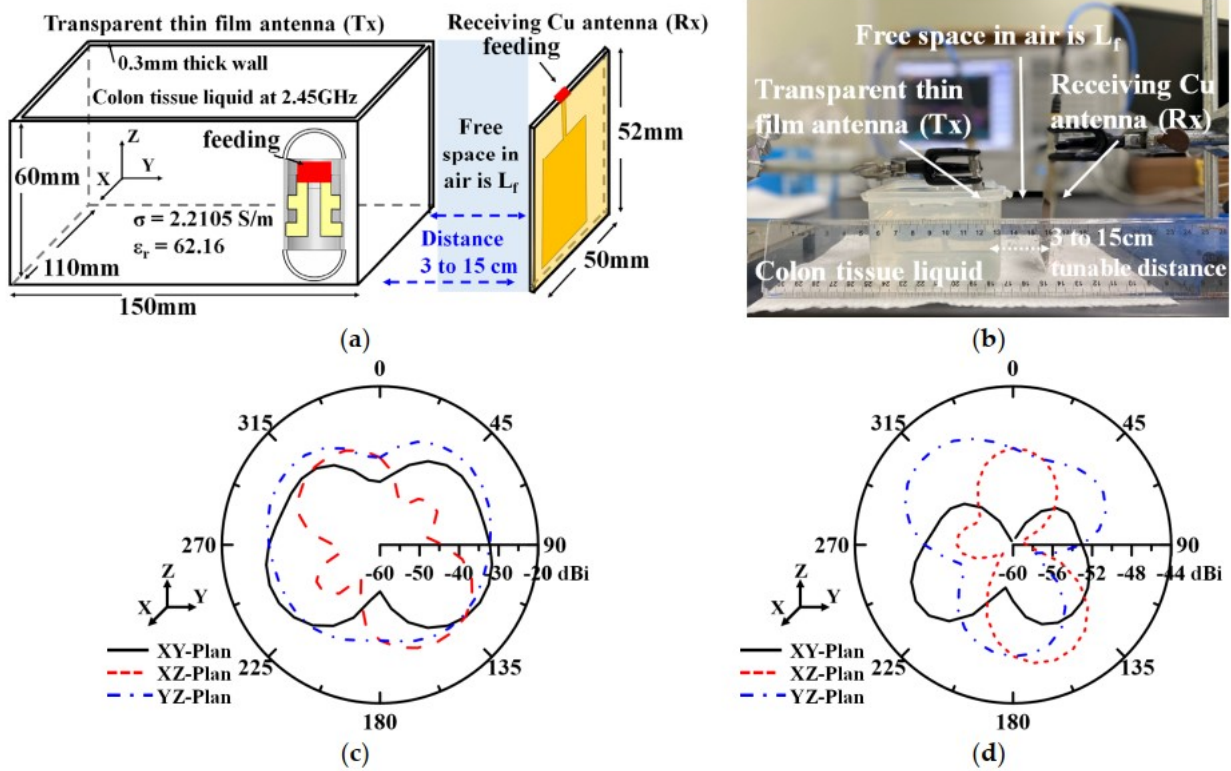 Transparent thin film antenna (Tx)
Receiving Cu antenna (Rx)
feeding
0.3mm thick wall
Colon tissue liquid at 2.45GHz
feeding
Z
Y
X
60mm
σ = 2.2105 S/m
εr = 62.16
110mm
150mm
Free
space in
air is Lf
Distance
3 to 15 cm
52mm
50mm
(a)
Free space in air is Lf
Transparent thin
film antenna (Tx)
Receiving Cu
antenna (Rx)
Colon tissue liquid
3 to 15cm
tunable distance
(b)
0
45
90
135
180
225
270
315
-60 -50 -40 -30 -20 dBi
Z
X Y
XY-Plan
XZ-Plan
YZ-Plan
(c)
0
45
90
135
180
225
270
315
-60 -56 -52 -48 -44 dBi
Z
X Y
XY-Plan
XZ-Plan
YZ-Plan
(d)